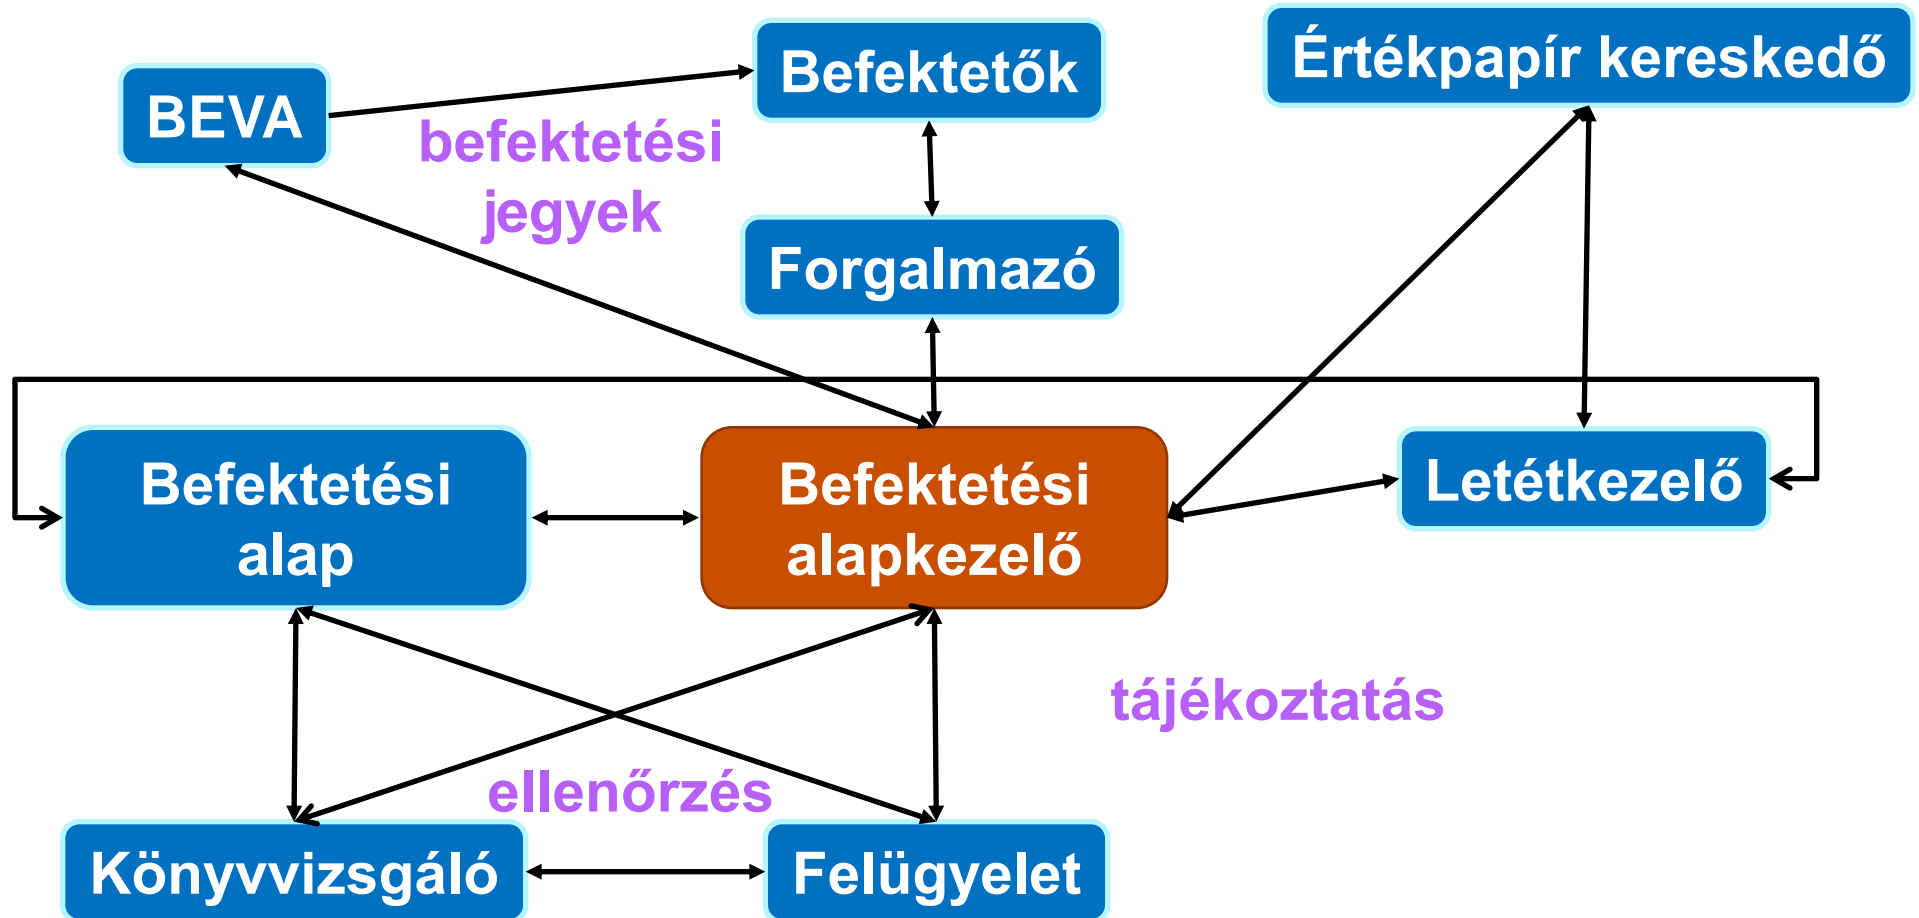 Értékpapír kereskedő
Befektetők
BEVA
befektetési
jegyek
Forgalmazó
Befektetési
alap
Befektetési
alapkezelő
Letétkezelő
tájékoztatás
ellenőrzés
Könyvvizsgáló
Felügyelet